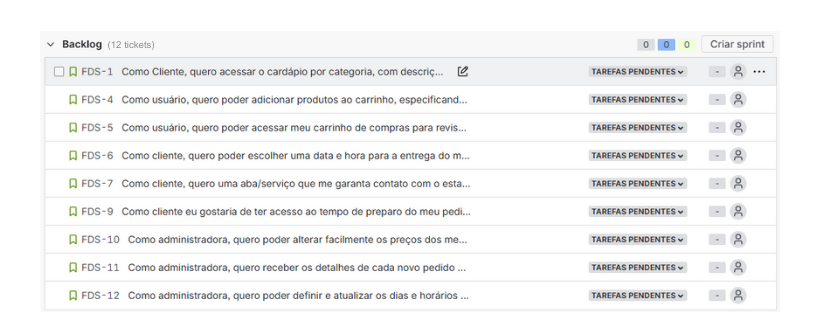 Backlog (12 tickets) 0 0 0 Criar sprint
FDS-1 Como Cliente, quero acessar o cardápio por categoria, com descriç... TAREFAS PENDENTES -
FDS-4 Como usuário, quero poder adicionar produtos ao carrinho, especificand... TAREFAS PENDENTES -
FDS-5 Como usuário, quero poder acessar meu carrinho de compras para revis... TAREFAS PENDENTES -
FDS-6 Como cliente, quero poder escolher uma data e hora para a entrega do m... TAREFAS PENDENTES -
FDS-7 Como cliente, quero uma aba/serviço que me garanta contato com o esta... TAREFAS PENDENTES -
FDS-9 Como cliente eu gostaria de ter acesso ao tempo de preparo do meu pedi... TAREFAS PENDENTES -
FDS-10 Como administradora, quero poder alterar facilmente os preços dos me... TAREFAS PENDENTES -
FDS-11 Como administradora, quero receber os detalhes de cada novo pedido ... TAREFAS PENDENTES -
FDS-12 Como administradora, quero poder definir e atualizar os dias e horários ... TAREFAS PENDENTES -